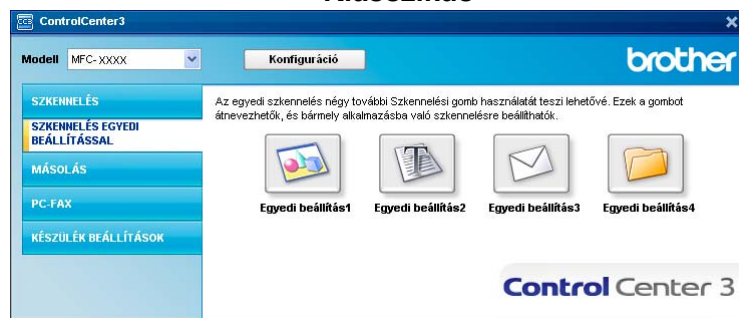 ControlCenter3
Modell MFC-XXXX Konfiguráció brother
SZKENNELÉS
SZKENNELÉS EGYEDI
BEÁLLÍTÁSSAL
MÁSOLÁS
PC-FAX
KÉSZÜLÉK BEÁLLÍTÁSOK
Az egyedi szkennelés négy további Szkennelési gomb használatát teszi lehetővé. Ezek a gombot
átnevezhetők, és bármely alkalmazásba való szkennelésre beállíthatók.
Egyedi beállítás1 Egyedi beállítás2 Egyedi beállítás3 Egyedi beállítás4
Control Center 3